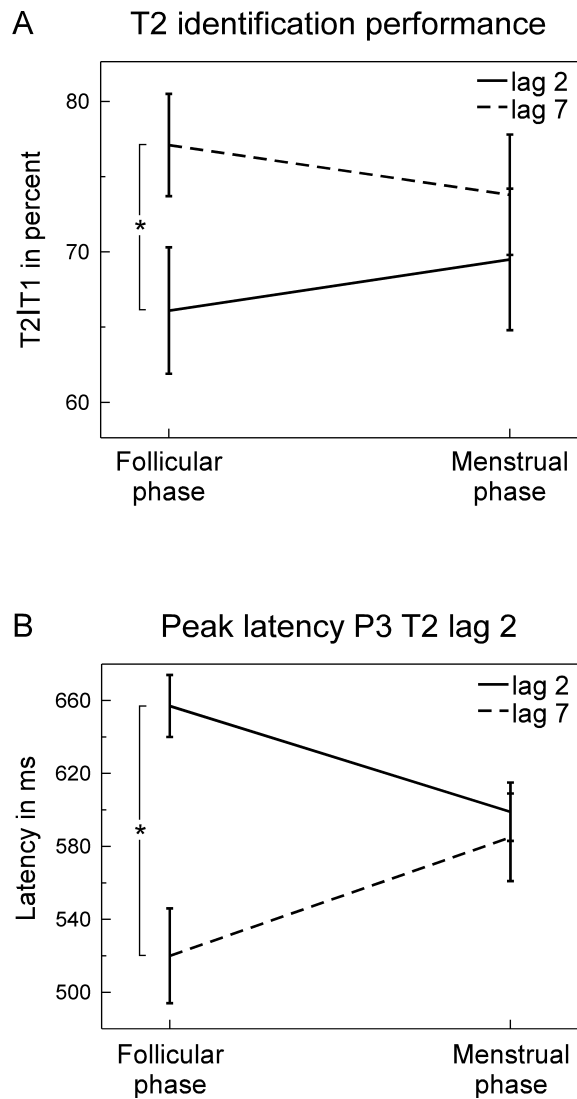 A T2 identification performance
lag 2
lag 7
80
70
60
*
T2|T1 in percent
Follicular
phase
Menstrual
phase
B Peak latency P3 T2 lag 2
lag 2
lag 7
660
620
580
540
500
*
Latency in ms
Follicular
phase
Menstrual
phase